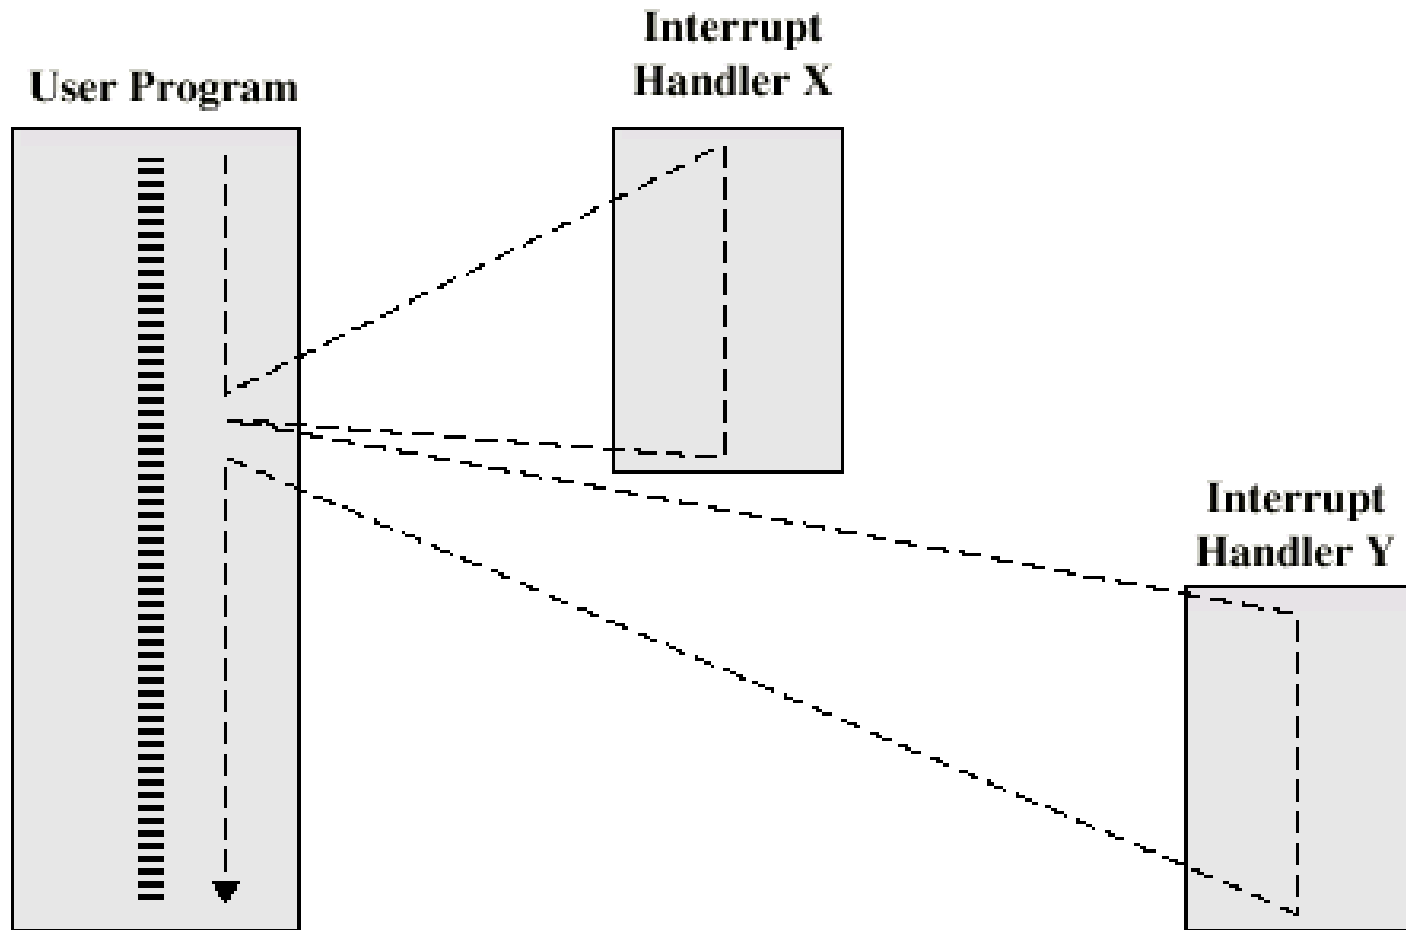 User Program
Interrupt
Handler X
Interrupt
Handler Y